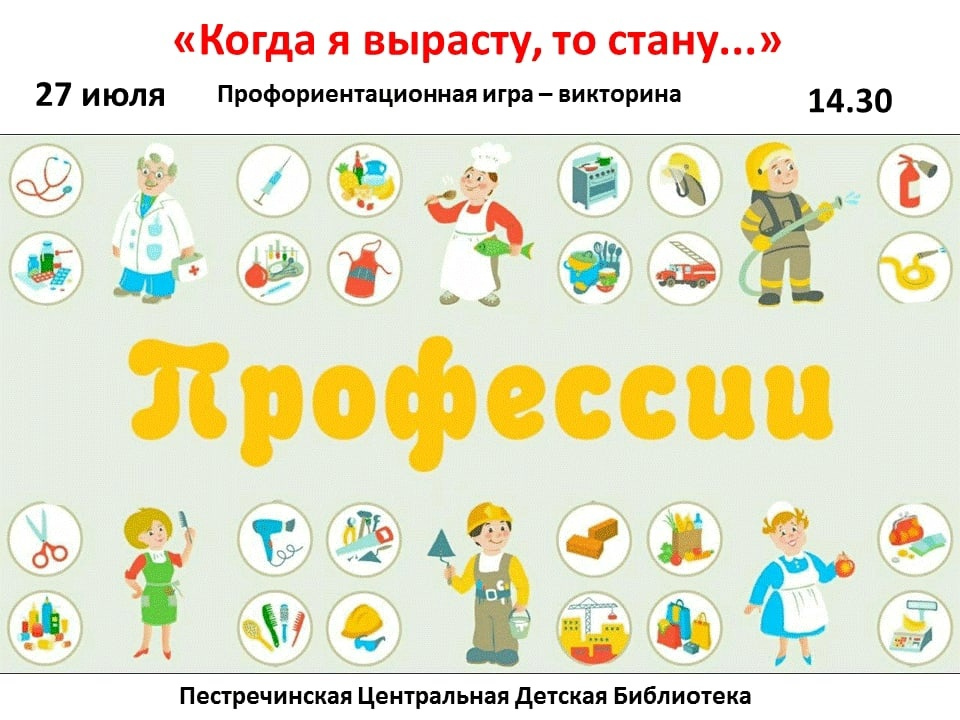 «Когда я вырасту, то стану...»
27 июля
Профориентационная игра – викторина
14.30
Профессии
Пестречинская Центральная Детская Библиотека